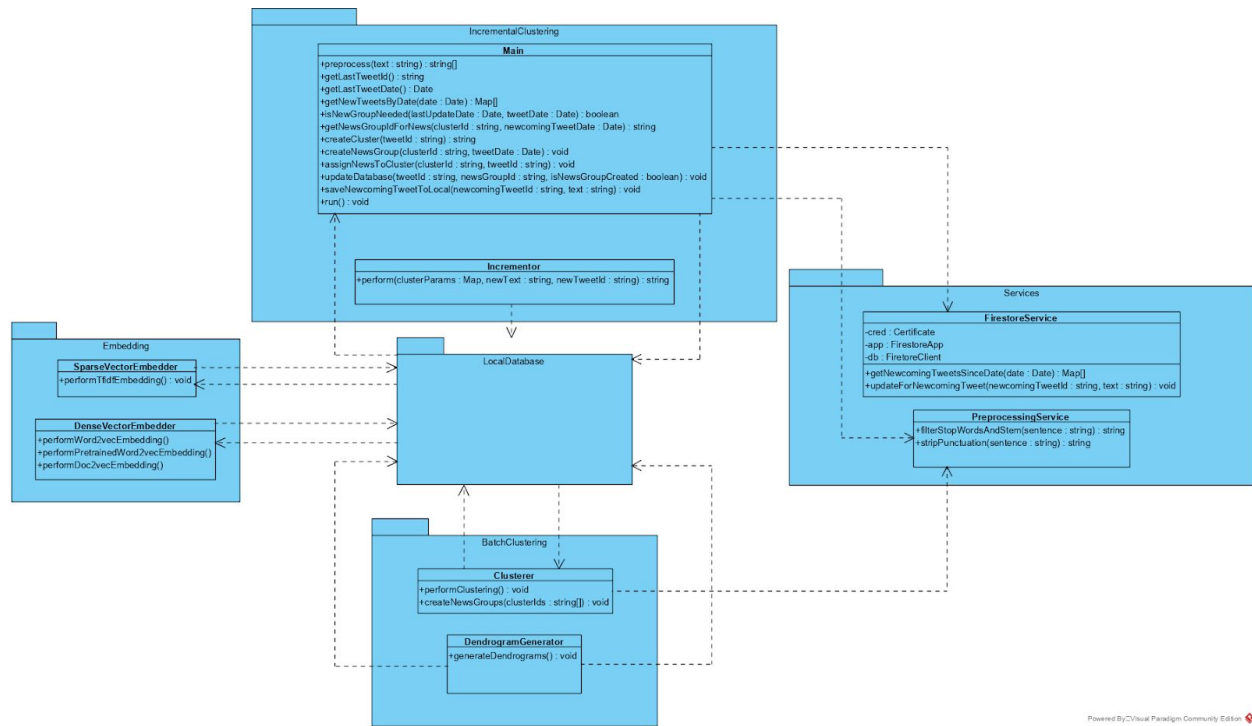 IncrementalClustering
Main
+preprocess(text : string) : string[]
+getLastTweetId() : string
+getLastTweetDate() : Date
+getNewTweetsByDate(date : Date) : Map[]
+isNewGroupNeeded(lastUpdateDate : Date, tweetDate : Date) : boolean
+getNewsGroupIdForNews(clusterId : string, newcomingTweetDate : Date) : string
+createCluster(tweetId : string) : string
+createNewsGroup(clusterId : string, tweetDate : Date) : void
+assignNewsToCluster(clusterId : string, tweetId : string) : void
+updateDatabase(tweetId : string, newsGroupId : string, isNewsGroupCreated : boolean) : void
+saveNewcomingTweetToLocal(newcomingTweetId : string, text : string) : void
+run() : void
Incrementor
+perform(clusterParams : Map, newText : string, newTweetId : string) : string
Services
FirestoreService
-cred : Certificate
-app : FirestoreApp
-db : FiretoreClient
+getNewcomingTweetsSinceDate(date : Date) : Map[]
+updateForNewcomingTweet(newcomingTweetId : string, text : string) : void
PreprocessingService
+filterStopWordsAndStem(sentence : string) : string
+stripPunctuation(sentence : string) : string
Embedding
SparseVectorEmbedder
+performTfidfEmbedding() : void
DenseVectorEmbedder
+performWord2vecEmbedding()
+performPretrainedWord2vecEmbedding()
+performDoc2vecEmbedding()
LocalDatabase
BatchClustering
Clusterer
+performClustering() : void
+createNewsGroups(clusterIds : string[]) : void
DendrogramGenerator
+generateDendrograms() : void
Powered By Visual Paradigm Community Edition